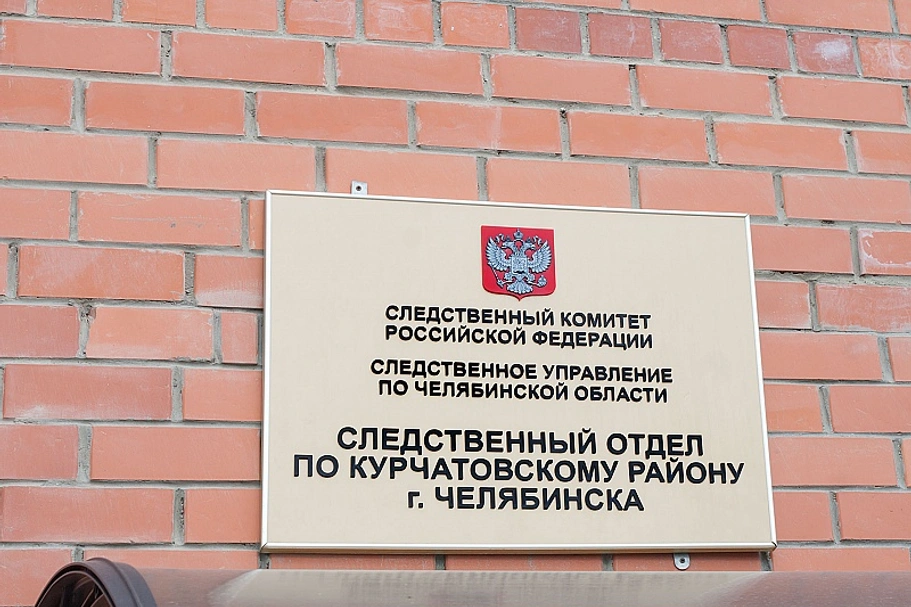 СЛЕДСТВЕННЫЙ КОМИТЕТ
РОССИЙСКОЙ ФЕДЕРАЦИИ
СЛЕДСТВЕННОЕ УПРАВЛЕНИЕ
ПО ЧЕЛЯБИНСКОЙ ОБЛАСТИ
СЛЕДСТВЕННЫЙ ОТДЕЛ
ПО КУРЧАТОВСКОМУ РАЙОНУ
г. ЧЕЛЯБИНСКА